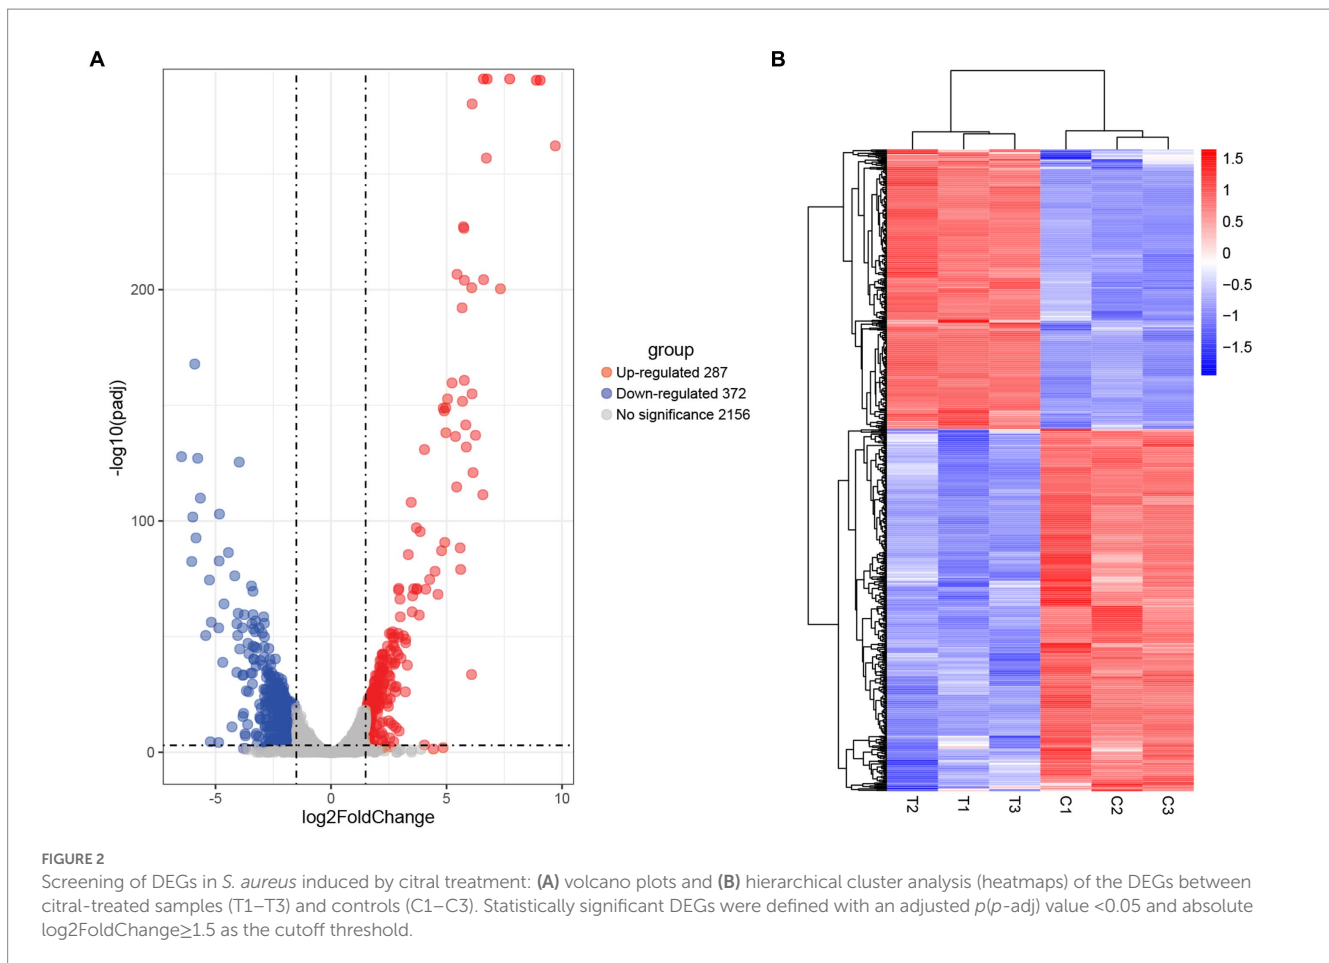 A
-log10(padj)
200
100
0
-5
0
5
10
log2FoldChange
group
Up-regulated 287
Down-regulated 372
No significance 2156
B
1.5
1
0.5
0
−0.5
−1
−1.5
T2
T1
T3
C1
C2
C3
FIGURE 2
Screening of DEGs in S. aureus induced by citral treatment: (A) volcano plots and (B) hierarchical cluster analysis (heatmaps) of the DEGs between
citral-treated samples (T1–T3) and controls (C1–C3). Statistically significant DEGs were defined with an adjusted p(p-adj) value <0.05 and absolute
log2FoldChange≥1.5 as the cutoff threshold.